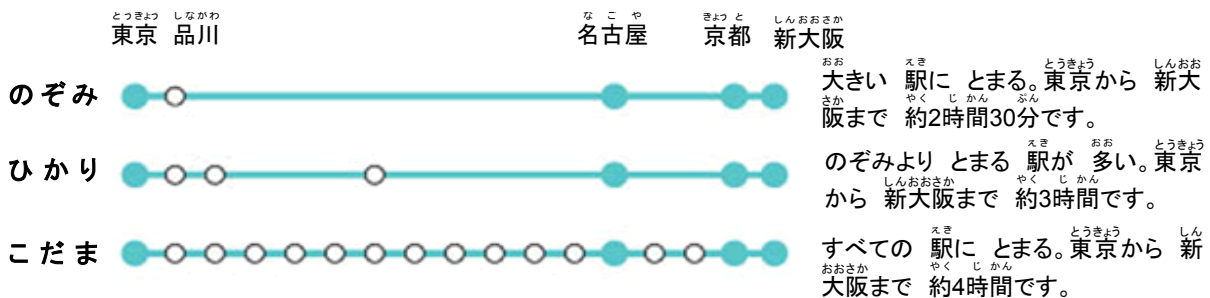 とうきょう しながわ なごや きょうと しんおおさか
東京 品川 名古屋 京都 新大阪
のぞみ
おお えき とうきょう しんおお
大きい 駅に とまる。東京から 新大
さか やく じかん ぷん
阪まで 約2時間30分です。
ひかり
えき おお とうきょう
のぞみより とまる 駅が 多い。東京
しんおおさか やく じかん
から 新大阪まで 約3時間です。
こだま
えき とうきょう しん
すべての 駅に とまる。東京から 新
おおさか やく じかん
大阪まで 約4時間です。